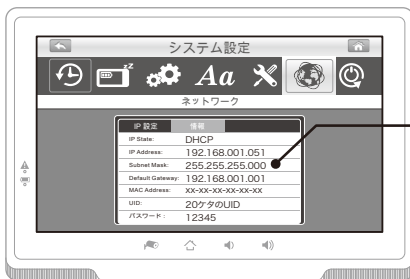 システム設定
z
Aa
ネットワーク
IP 設定 情報
IP State: DHCP
IP Address: 192.168.001.051
Subnet Mask: 255.255.255.000
Default Gateway: 192.168.001.001
MAC Address: xx-xx-xx-xx-xx-xx
UID: 20ケタのUID
パスワード: 12345